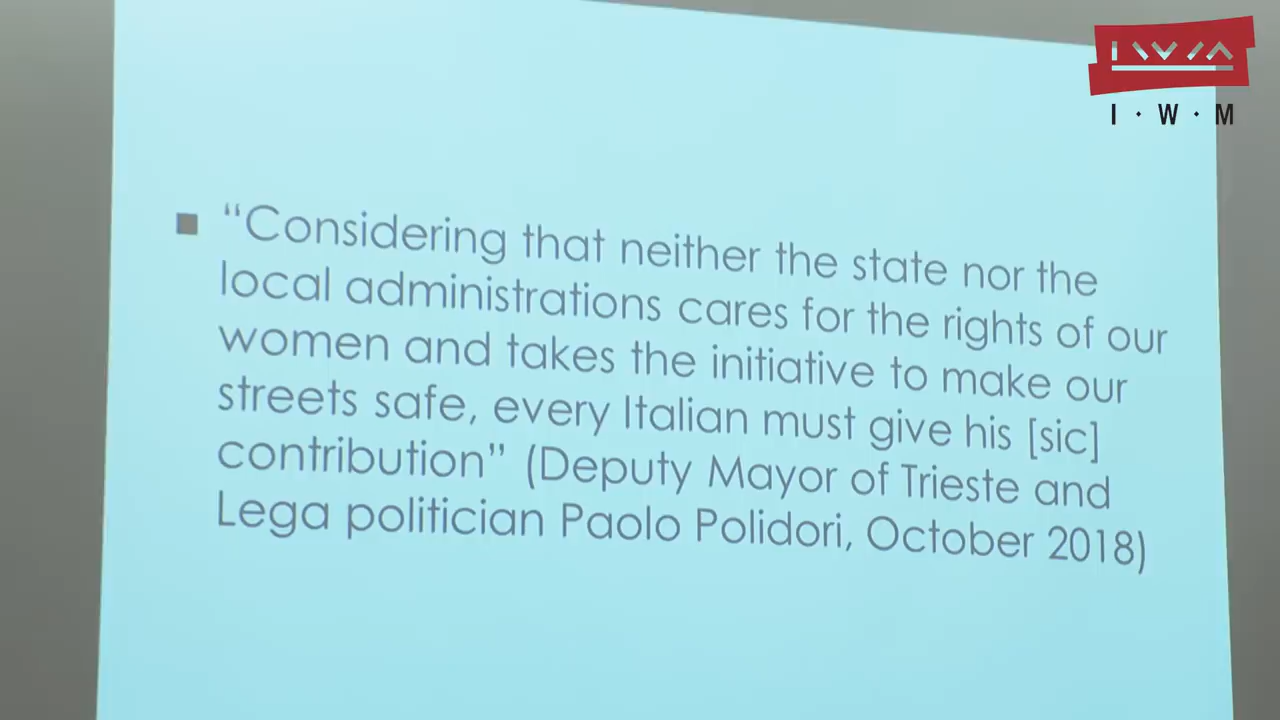 I · W · M
“Considering that neither the state nor the
local administrations cares for the rights of our
women and takes the initiative to make our
streets safe, every Italian must give his [sic]
contribution” (Deputy Mayor of Trieste and
Lega politician Paolo Polidori, October 2018)